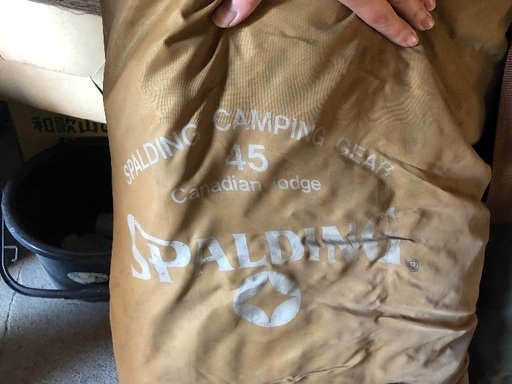 和歌山
SPALDING CAMPING GEAR
45
Canadian Lodge
SPALDING®